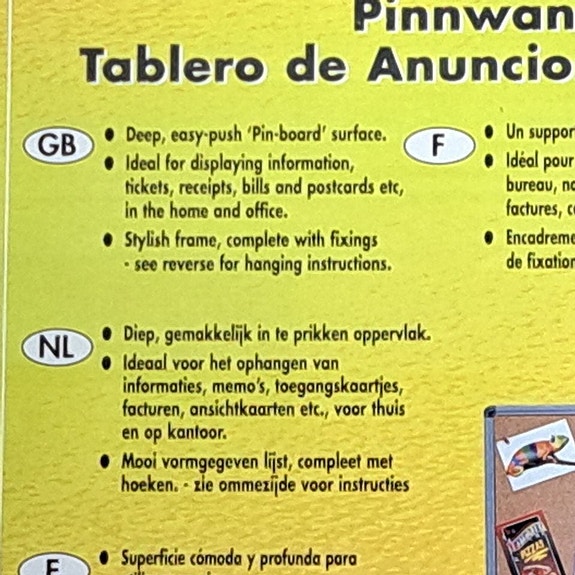 Pinnwan
Tablero de Anuncio
GB
● Deep, easy-push ‘Pin-board’ surface.
● Ideal for displaying information,
tickets, receipts, bills and postcards etc,
in the home and office.
● Stylish frame, complete with fixings
- see reverse for hanging instructions.
F
● Un suppor
● Idéal pour
bureau, no
factures, c
● Encadreme
de fixation
NL
● Diep, gemakkelijk in te prikken oppervlak.
● Ideaal voor het ophangen van
informaties, memo's, toegangskaartjes,
facturen, ansichtkaarten etc., voor thuis
en op kantoor.
● Mooi vormgegeven lijst, compleet met
hoeken. - zie ommezijde voor instructies
E
● Superficie cómoda y profunda para